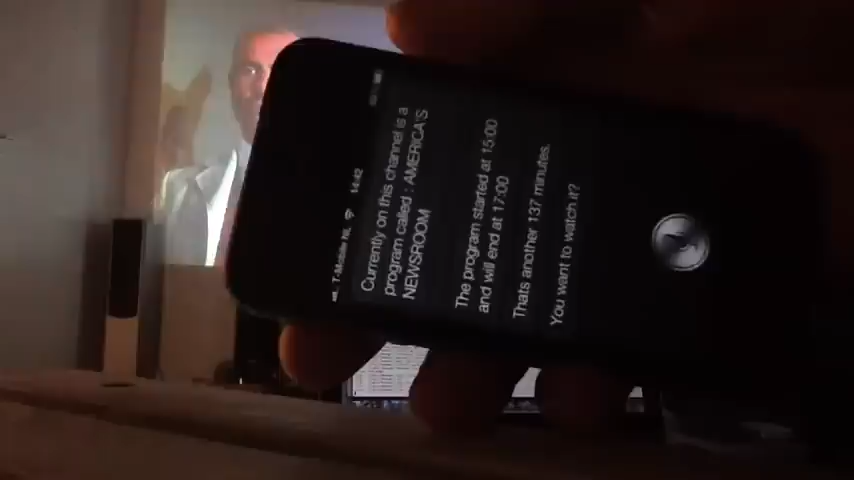 T-Mobile NL 14:42
Currently on this channel is a
program called : AMERICA'S
NEWSROOM
The program started at 15:00
and will end at 17:00
Thats another 137 minutes.
You want to watch it?